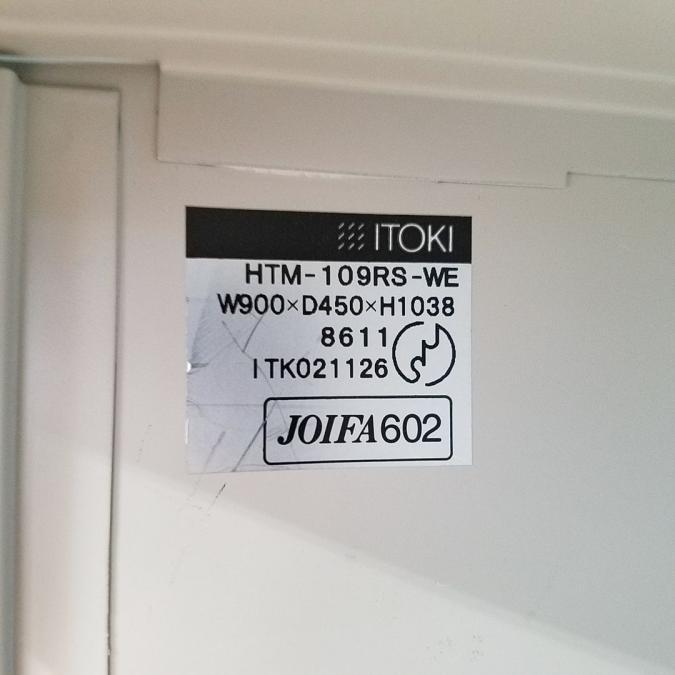 ITOKI
HTM-109RS-WE
W900×D450×H1038
8611
ITK021126
JOIFA602